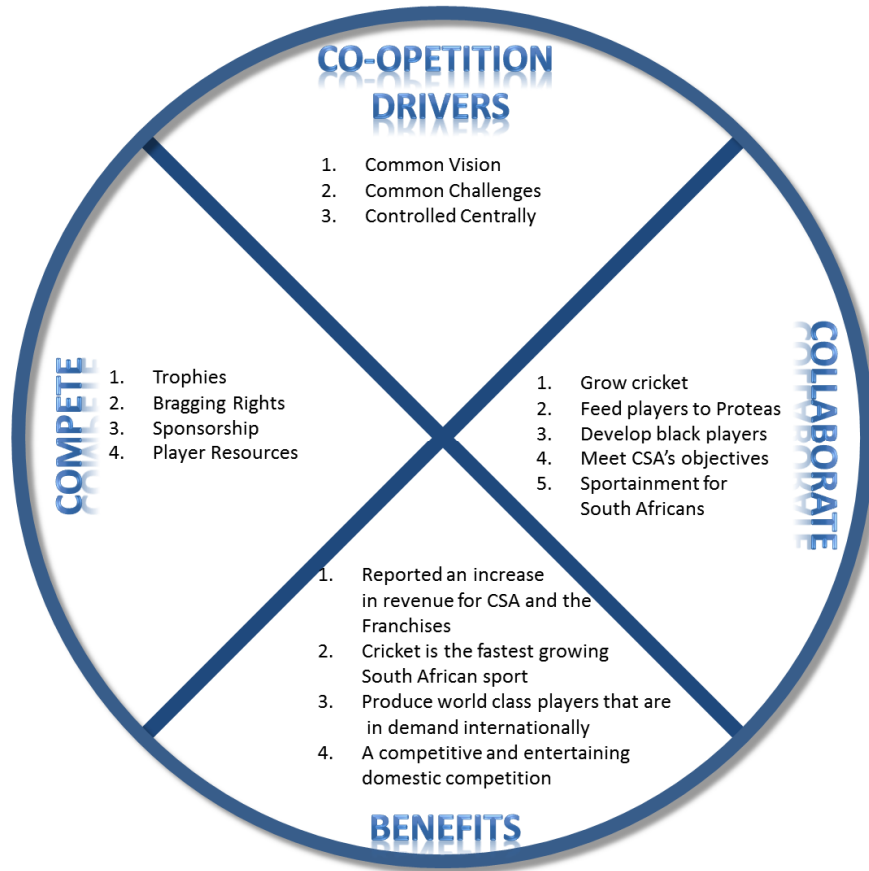 CO-OPETITION
DRIVERS
1. Common Vision
2. Common Challenges
3. Controlled Centrally
COMPETE
1. Trophies
2. Bragging Rights
3. Sponsorship
4. Player Resources
COLLABORATE
1. Grow cricket
2. Feed players to Proteas
3. Develop black players
4. Meet CSA's objectives
5. Sportainment for
South Africans
1. Reported an increase
in revenue for CSA and the
Franchises
2. Cricket is the fastest growing
South African sport
3. Produce world class players that are
in demand internationally
4. A competitive and entertaining
domestic competition
BENEFITS